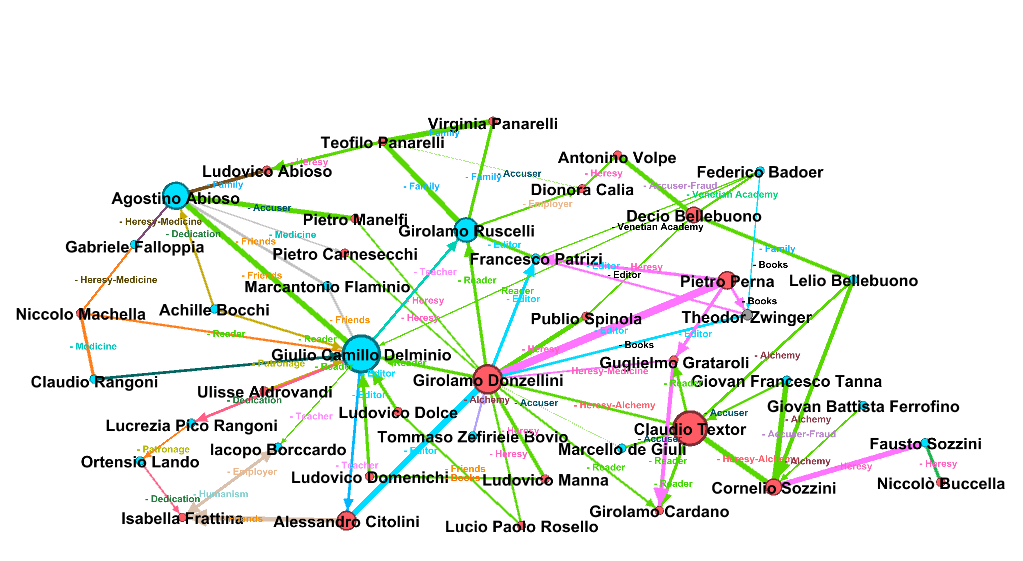 Virginia Panarelli
- Family
Teofilo Panarelli
Antonino Volpe
- Heresy
Ludovico Abioso
- Heresy
- Accuser
Federico Badoer
- Family
- Family
- Family
Dionora Calia
- Accuser-Fraud
- Venetian Academy
Agostino Abioso
- Accuser
- Employer
- Heresy-Medicine
Pietro Manelfi
Decio Bellebuono
- Dedication
- Medicine
Girolamo Ruscelli
- Venetian Academy
Gabriele Falloppia
- Friends
- Editor
- Family
Pietro Carnesecchi
Francesco Patrizi
- Editor
- Heresy
- Books
- Heresy-Medicine
- Friends
- Teacher
- Reader
- Editor
Pietro Perna
Lelio Bellebuono
Marcantonio Flaminio
- Reader
- Heresy
- Editor
- Books
Niccolo Machella
Achille Bocchi
- Friends
- Heresy
Publio Spinola
Theodor Zwinger
- Reader
- Reader
- Editor
- Editor
- Medicine
- Heresy
- Books
Giulio Camillo Delminio
- Alchemy
- Patronage
- Reader
- Reader
Guglielmo Grataroli
- Editor
- Heresy-Medicine
Claudio Rangoni
Girolamo Donzellini
- Reader
Giovan Francesco Tanna
Ulisse Aldrovandi
- Editor
- Dedication
- Alchemy
- Accuser
- Heresy-Alchemy
Giovan Battista Ferrofino
Ludovico Dolce
- Accuser
- Teacher
- Alchemy
Lucrezia Pico Rangoni
- Heresy
Claudio Textor
Tommaso Zefiriele Bovio
- Accuser
- Accuser-Fraud
Fausto Sozzini
Iacopo Borccardo
- Patronage
- Editor
- Heresy
Marcello de Giuli
Ortensio Lando
- Teacher
- Friends
- Reader
- Reader
- Heresy-Alchemy
- Alchemy
- Heresy
- Heresy
- Employer
Ludovico Domenichi
- Books
Ludovico Manna
- Reader
Cornelio Sozzini
Niccolò Buccella
- Dedication
- Humanism
Isabella Frattina
- Friends
Alessandro Citolini
Lucio Paolo Rosello
Girolamo Cardano